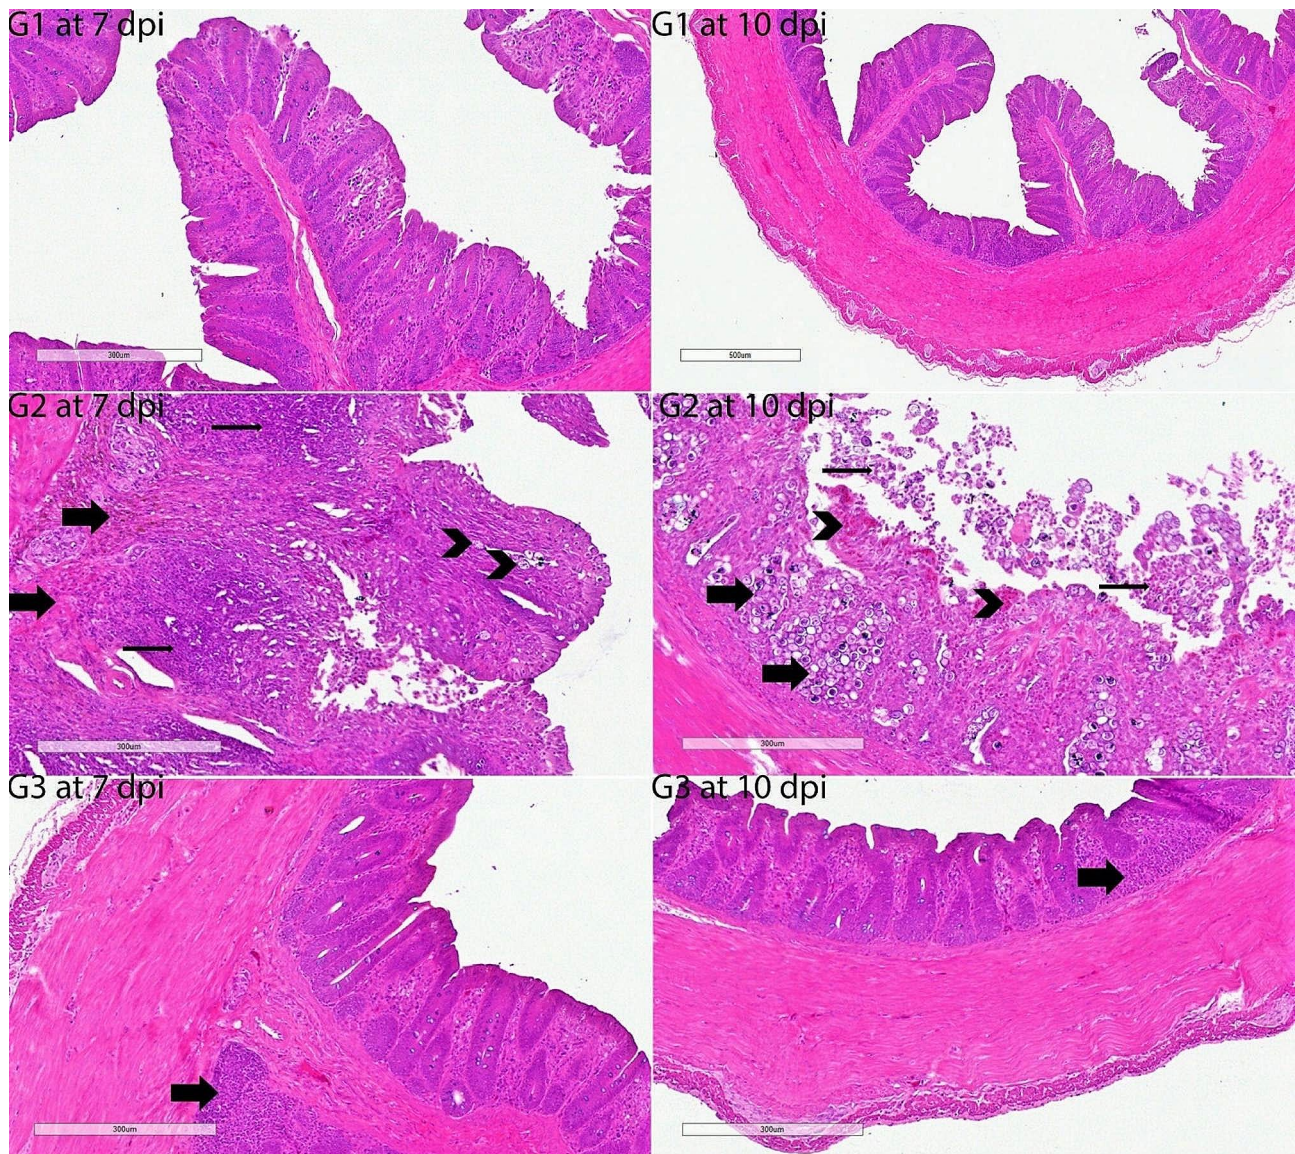 G1 at 7 dpi
G1 at 10 dpi
300um
500um
G2 at 7 dpi
G2 at 10 dpi
300um
300um
G3 at 7 dpi
G3 at 10 dpi
300um
300um